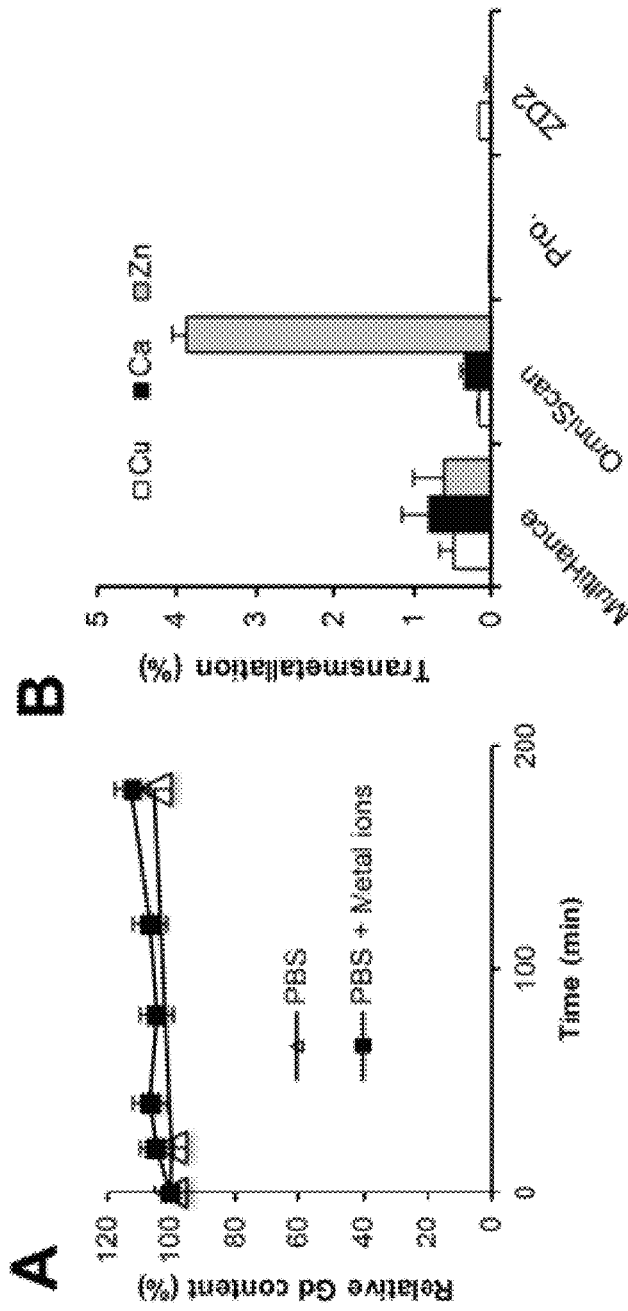 A
Relative Gd content (%)
120
100
80
60
40
20
0
0
100
200
Time (min)
PBS
PBS + Metal ions
B
Transmetallation (%)
5
4
3
2
1
0
Cu
Ca
Zn
MultiHance
OmniScan
Pro.
ZD2